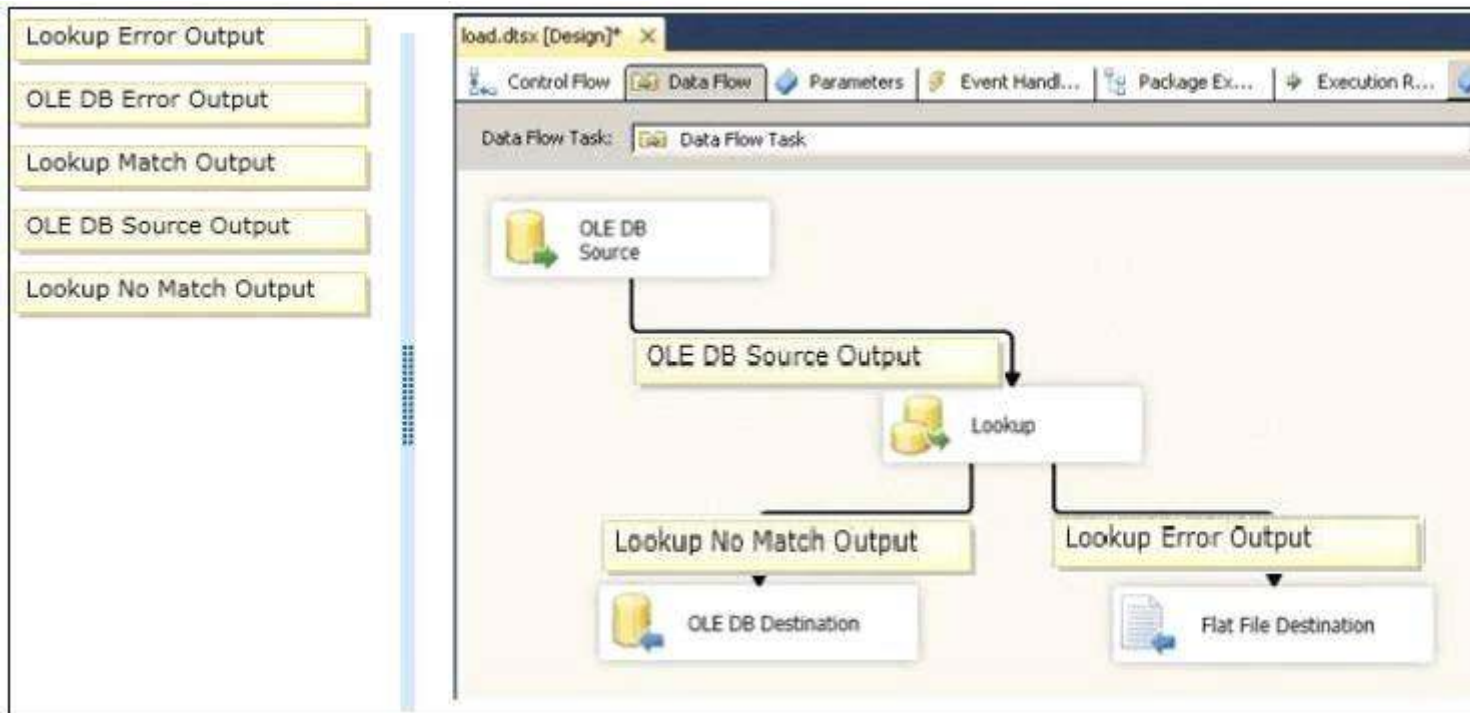 Lookup Error Output
OLE DB Error Output
Lookup Match Output
OLE DB Source Output
Lookup No Match Output
load.dtsx [Design]*
Control Flow
Data Flow
Parameters
Event Handl...
Package Ex...
Execution R...
Data Flow Task:
Data Flow Task
OLE DB
Source
OLE DB Source Output
Lookup
Lookup No Match Output
Lookup Error Output
OLE DB Destination
Flat File Destination